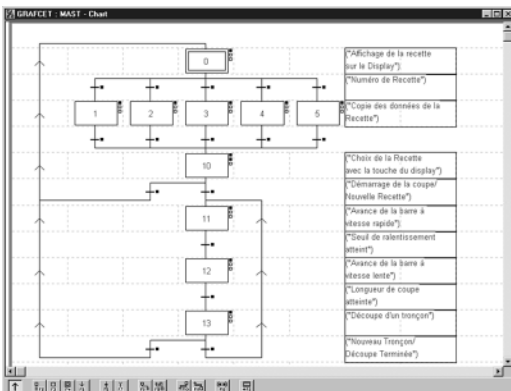 GRAFCET : MAST - Chart
0
("Affichage de la recette
sur le Display")
("Numéro de Recette")
1
2
3
4
5
("Copie des données de la
Recette")
10
("Choix de la Recette
avec la touche du display")
("Démarrage de la coupe/
Nouvelle Recette")
11
("Avance de la barre à
vitesse rapide")
("Seuil de ralentissement
atteint")
12
("Avance de la barre à
vitesse lente")
("Longueur de coupe
atteinte")
13
("Découpe d'un tronçon")
("Nouveau Tronçon/
Découpe Terminée")